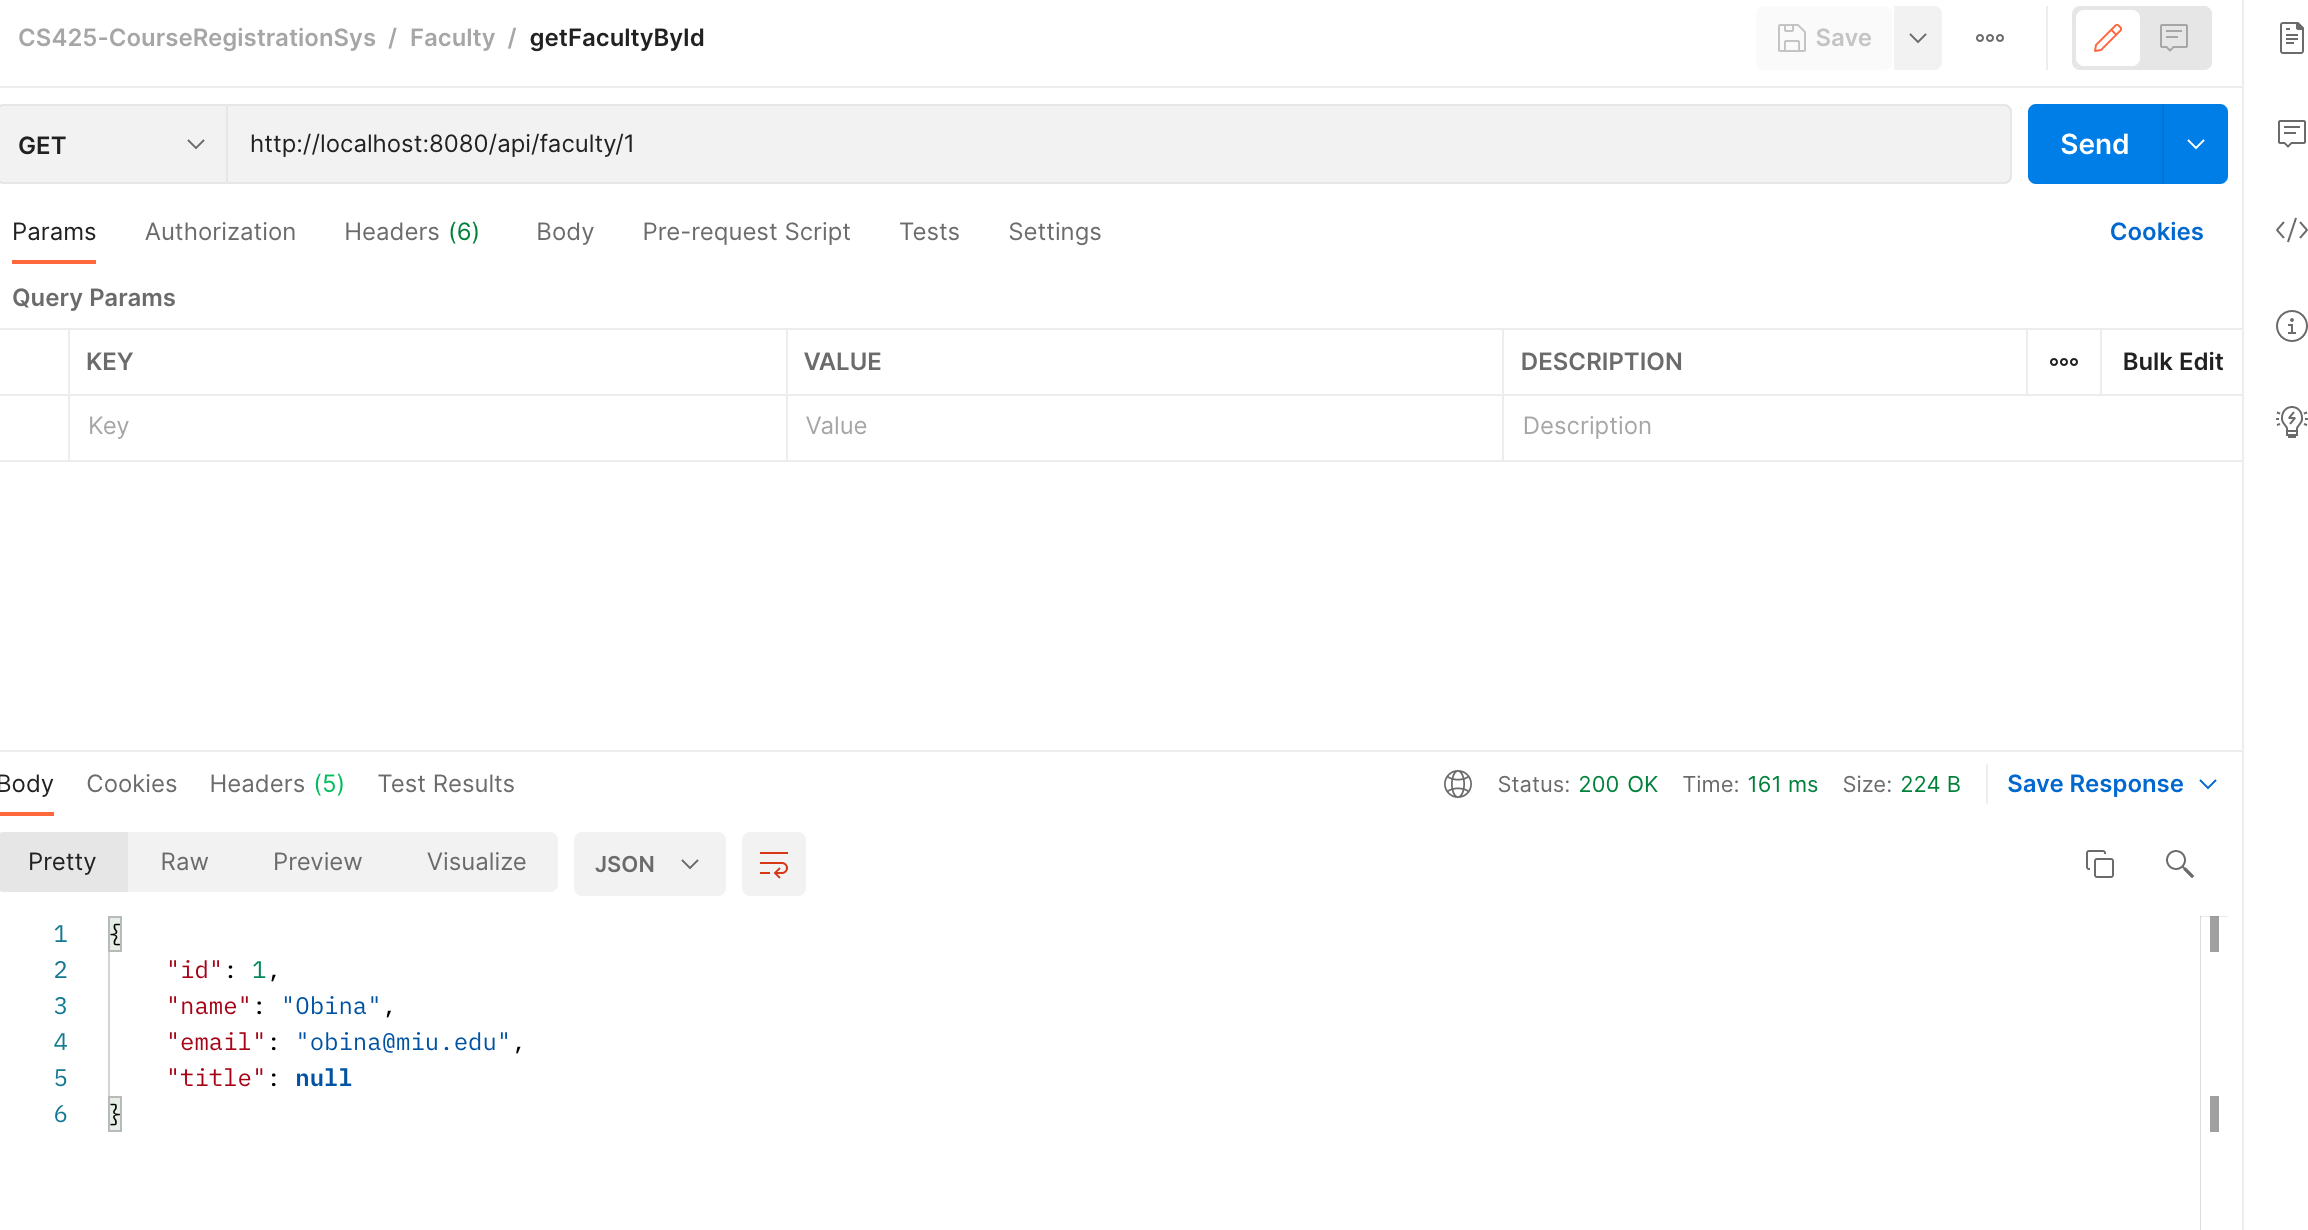 CS425-CourseRegistrationSys / Faculty / getFacultyById
Save
GET
http://localhost:8080/api/faculty/1
Send
Params Authorization Headers (6) Body Pre-request Script Tests Settings Cookies
Query Params
KEY VALUE DESCRIPTION ooo Bulk Edit
Key Value Description
Body Cookies Headers (5) Test Results Status: 200 OK Time: 161 ms Size: 224 B Save Response
Pretty Raw Preview Visualize JSON
1 {
2 "id": 1,
3 "name": "Obina",
4 "email": "obina@miu.edu",
5 "title": null
6 }